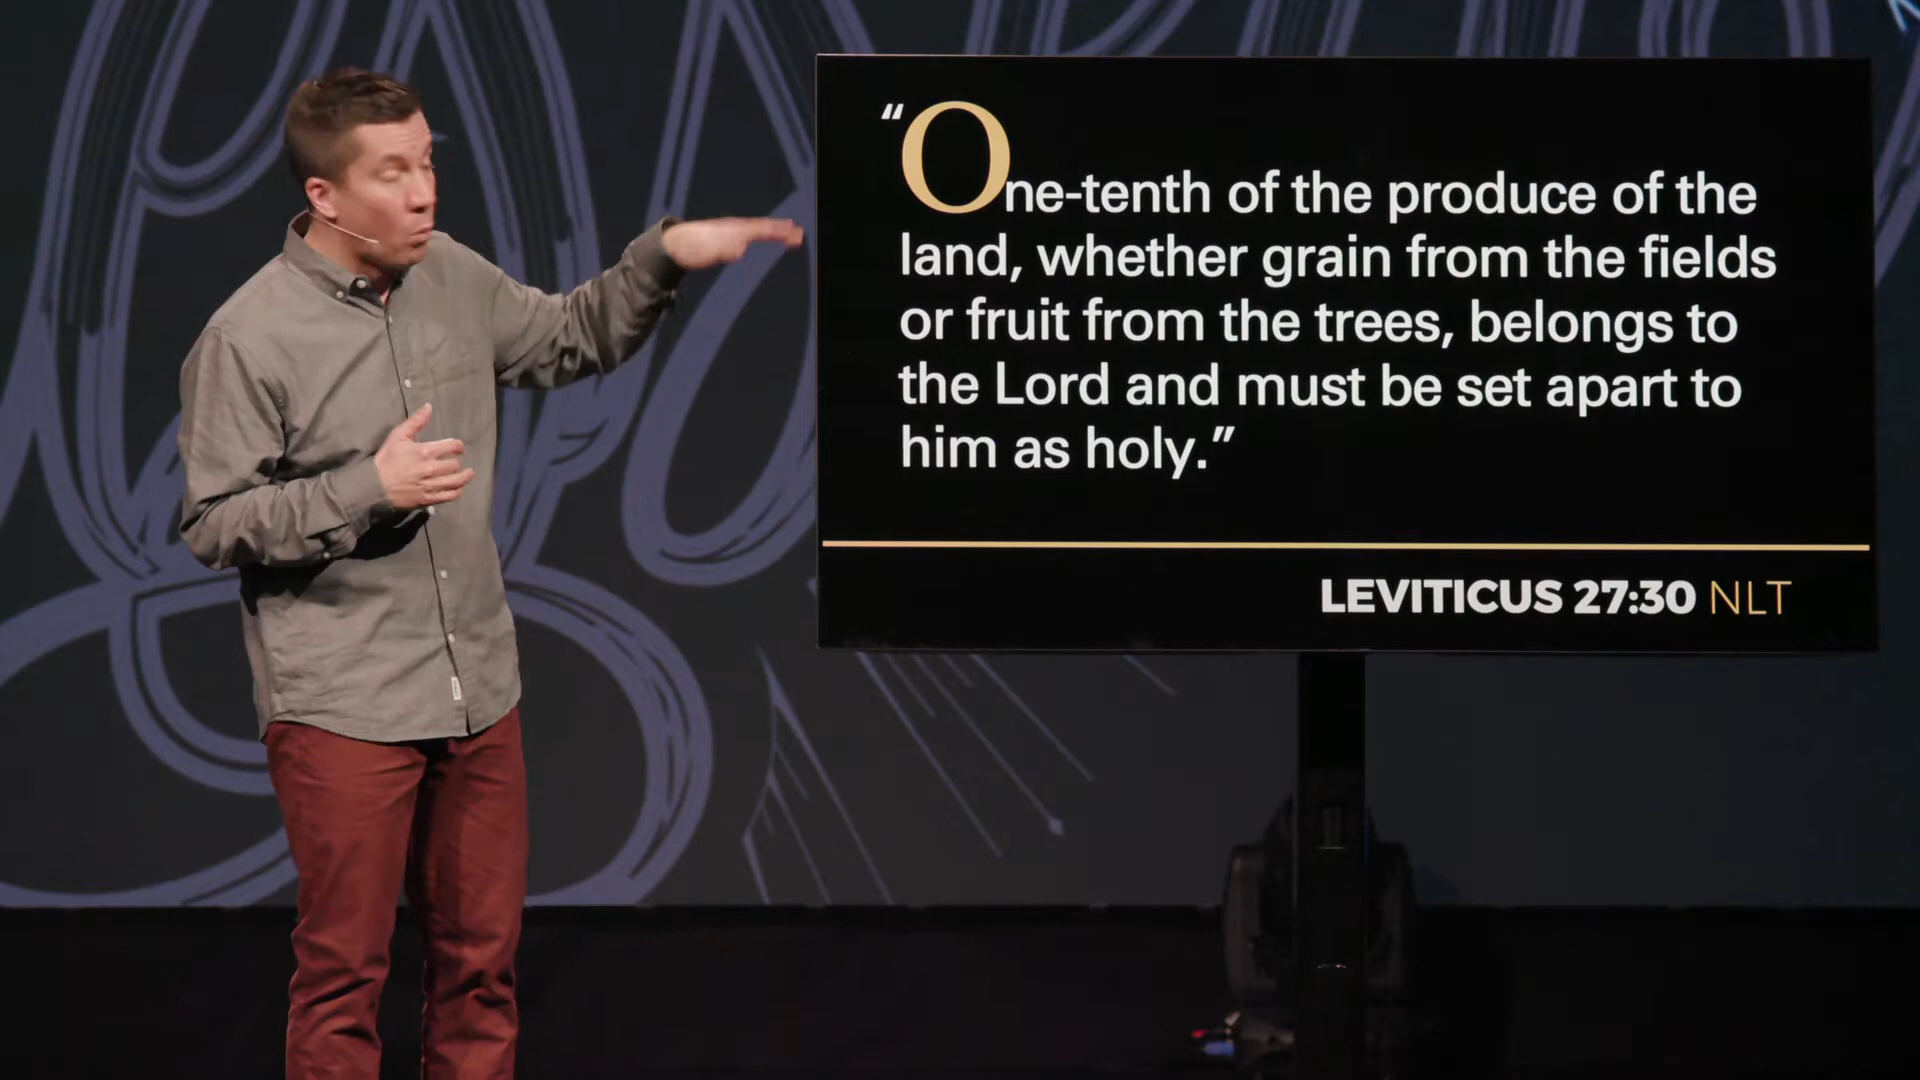 “One-tenth of the produce of the
land, whether grain from the fields
or fruit from the trees, belongs to
the Lord and must be set apart to
him as holy.”
LEVITICUS 27:30 NLT